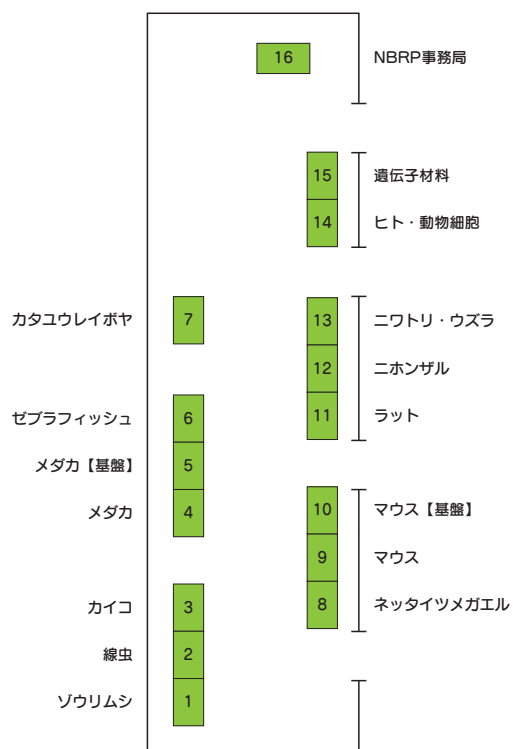 16 NBRP事務局
15 遺伝子材料
14 ヒト・動物細胞
カタユウレイボヤ 7 13 ニワトリ・ウズラ
12 ニホンザル
ゼブラフィッシュ 6 11 ラット
メダカ【基盤】 5
メダカ 4 10 マウス【基盤】
9 マウス
カイコ 3 8 ネッタイツメガエル
線虫 2
ゾウリムシ 1